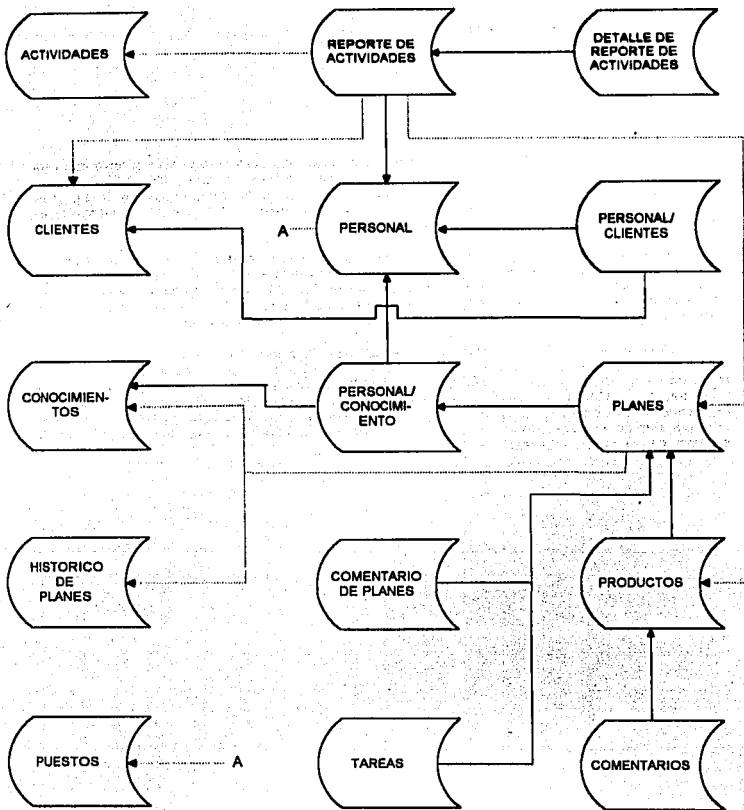 ACTIVIDADES
REPORTE DE
ACTIVIDADES
DETALLE DE
REPORTE DE
ACTIVIDADES
CLIENTES
A
PERSONAL
PERSONAL/
CLIENTES
CONOCIMIEN-
TOS
PERSONAL/
CONOCIMI-
ENTO
PLANES
HISTORICO
DE
PLANES
COMENTARIO
DE PLANES
PRODUCTOS
PUESTOS
A
TAREAS
COMENTARIOS